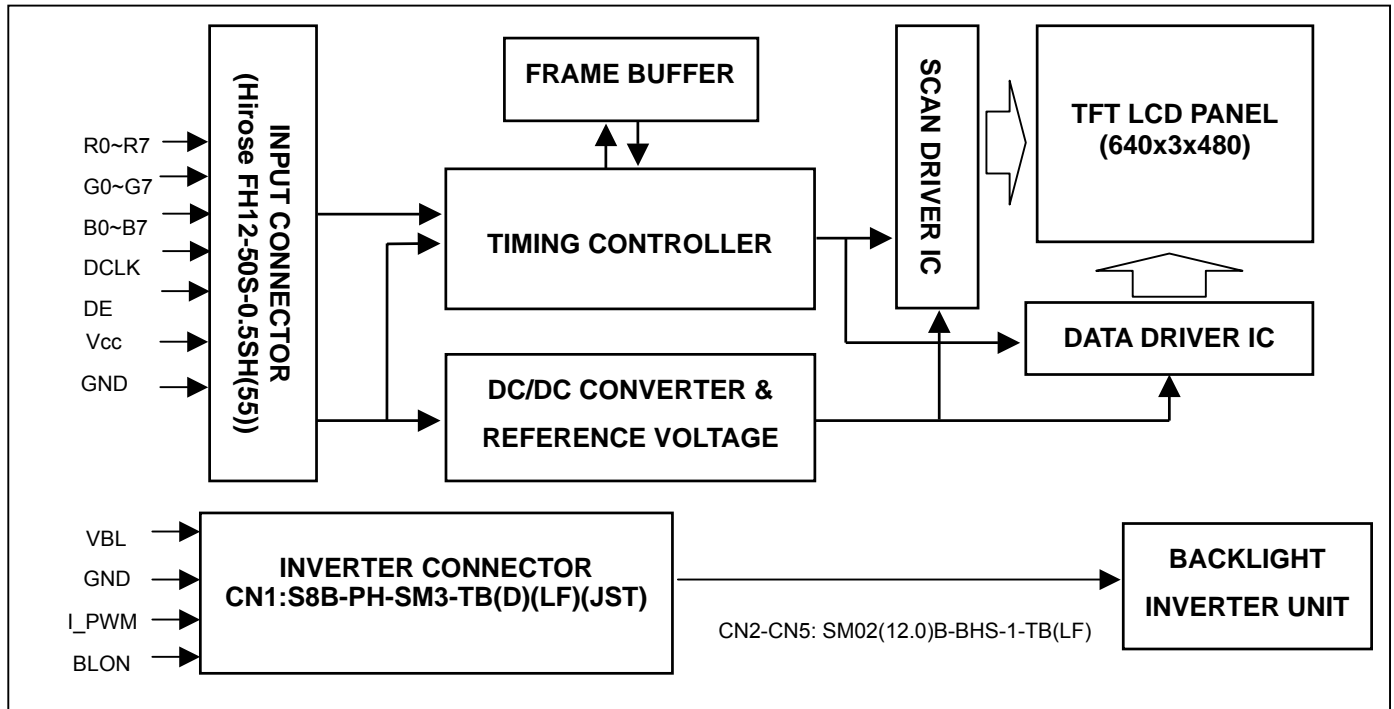 R0~R7
G0~G7
B0~B7
DCLK
DE
Vcc
GND
INPUT CONNECTOR
(Hirose FH12-50S-0.5SH(55))
FRAME BUFFER
TIMING CONTROLLER
DC/DC CONVERTER &
REFERENCE VOLTAGE
SCAN DRIVER IC
TFT LCD PANEL
(640x3x480)
DATA DRIVER IC
VBL
GND
I_PWM
BLON
INVERTER CONNECTOR
CN1:S8B-PH-SM3-TB(D)(LF)(JST)
CN2-CN5: SM02(12.0)B-BHS-1-TB(LF)
BACKLIGHT
INVERTER UNIT